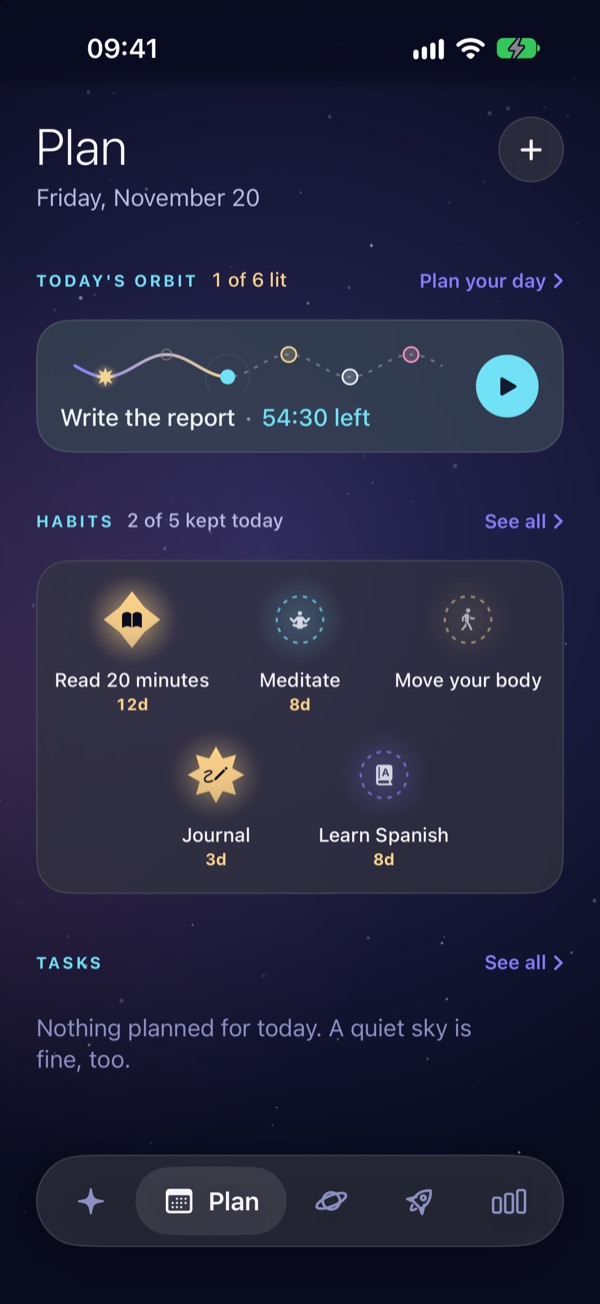 09:41
Plan
Friday, November 20
TODAY'S ORBIT 1 of 6 lit
Plan your day
Write the report · 54:30 left
HABITS 2 of 5 kept today
See all
Read 20 minutes
12d
Meditate
8d
Move your body
Journal
3d
Learn Spanish
8d
TASKS
See all
Nothing planned for today. A quiet sky is
fine, too.
Plan